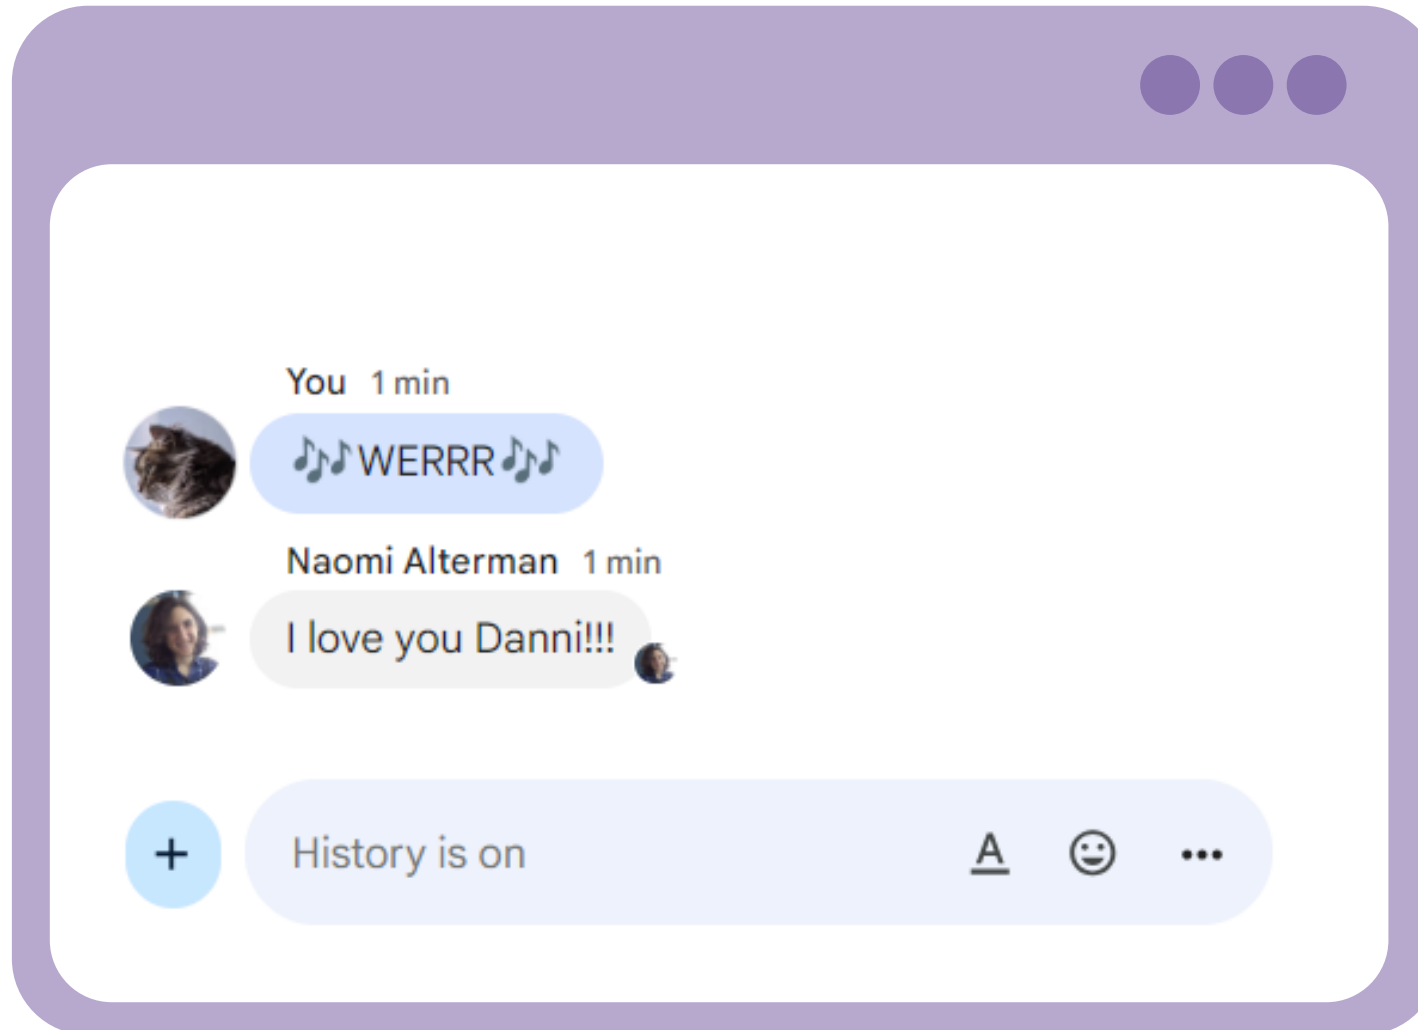 You 1 min
🎶WERRR🎶
Naomi Alterman 1 min
I love you Danni!!!
History is on